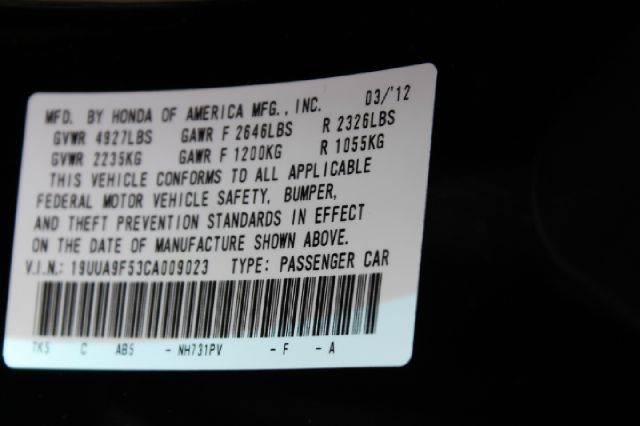 MFD. BY HONDA OF AMERICA MFG., INC. 03/'12
GVWR 4927LBS GAWR F 2646LBS R 2326LBS
GVWR 2235KG GAWR F 1200KG R 1055KG
THIS VEHICLE CONFORMS TO ALL APPLICABLE
FEDERAL MOTOR VEHICLE SAFETY, BUMPER,
AND THEFT PREVENTION STANDARDS IN EFFECT
ON THE DATE OF MANUFACTURE SHOWN ABOVE.
V.I.N.: 19UUA9F53CA009023 TYPE: PASSENGER CAR
TK5 C AB5 - NH731PV - F - A